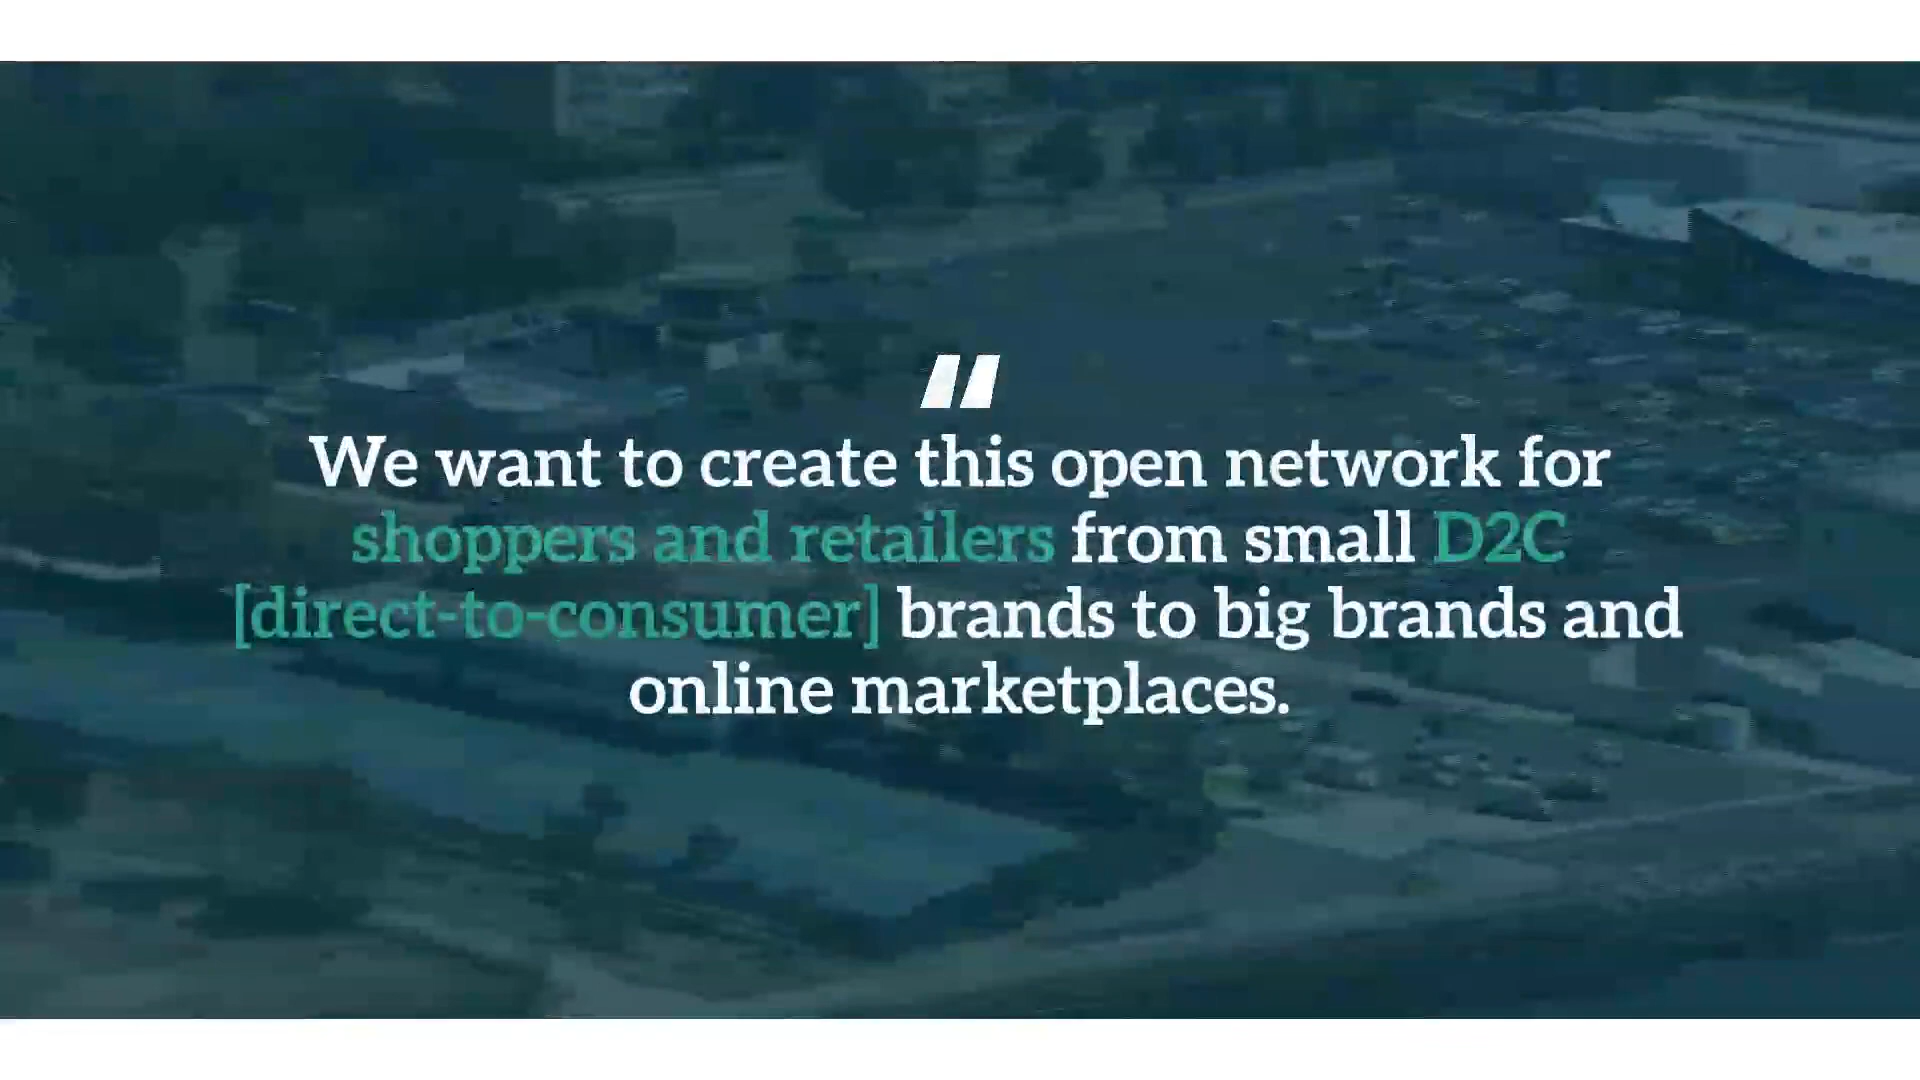 "
We want to create this open network for
shoppers and retailers from small D2C
[direct-to-consumer] brands to big brands and
online marketplaces.